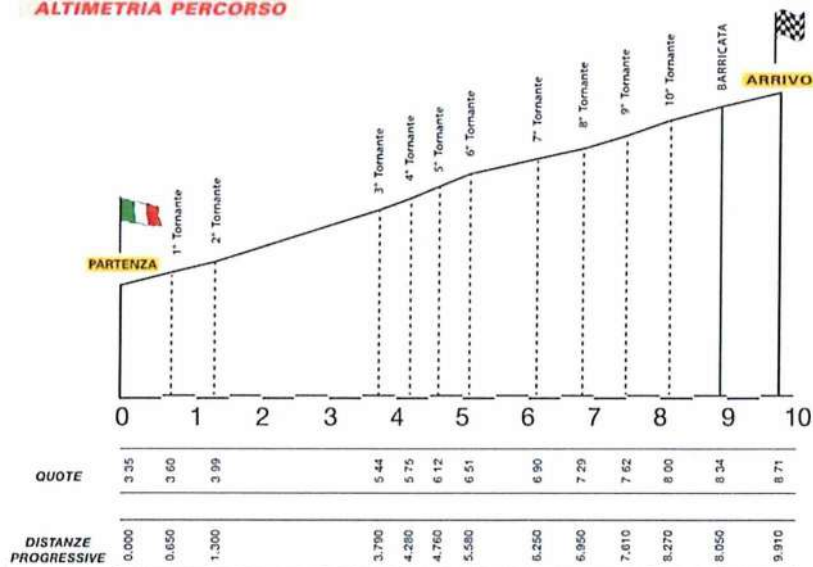 ALTIMETRIA PERCORSO
PARTENZA
1° Tornante
2° Tornante
3° Tornante
4° Tornante
5° Tornante
6° Tornante
7° Tornante
8° Tornante
9° Tornante
10° Tornante
BARRICATA
ARRIVO
0 1 2 3 4 5 6 7 8 9 10
QUOTE 3 35 3 60 3 99 5 44 5 75 6 12 6 51 6 90 7 29 7 62 8 00 8 34 8 71
DISTANZE
PROGRESSIVE 0.000 0.650 1.300 3.790 4.280 4.760 5.580 6.250 6.950 7.610 8.270 8.050 9.910